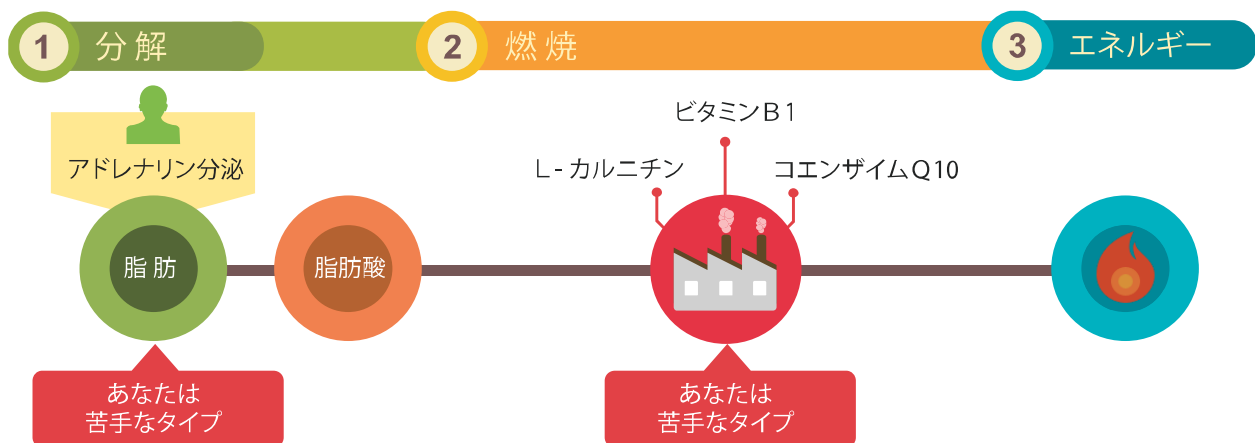 1 分解
2 燃焼
3 エネルギー
アドレナリン分泌
ビタミンB1
L-カルニチン
コエンザイムQ10
脂肪
脂肪酸
あなたは
苦手なタイプ
あなたは
苦手なタイプ